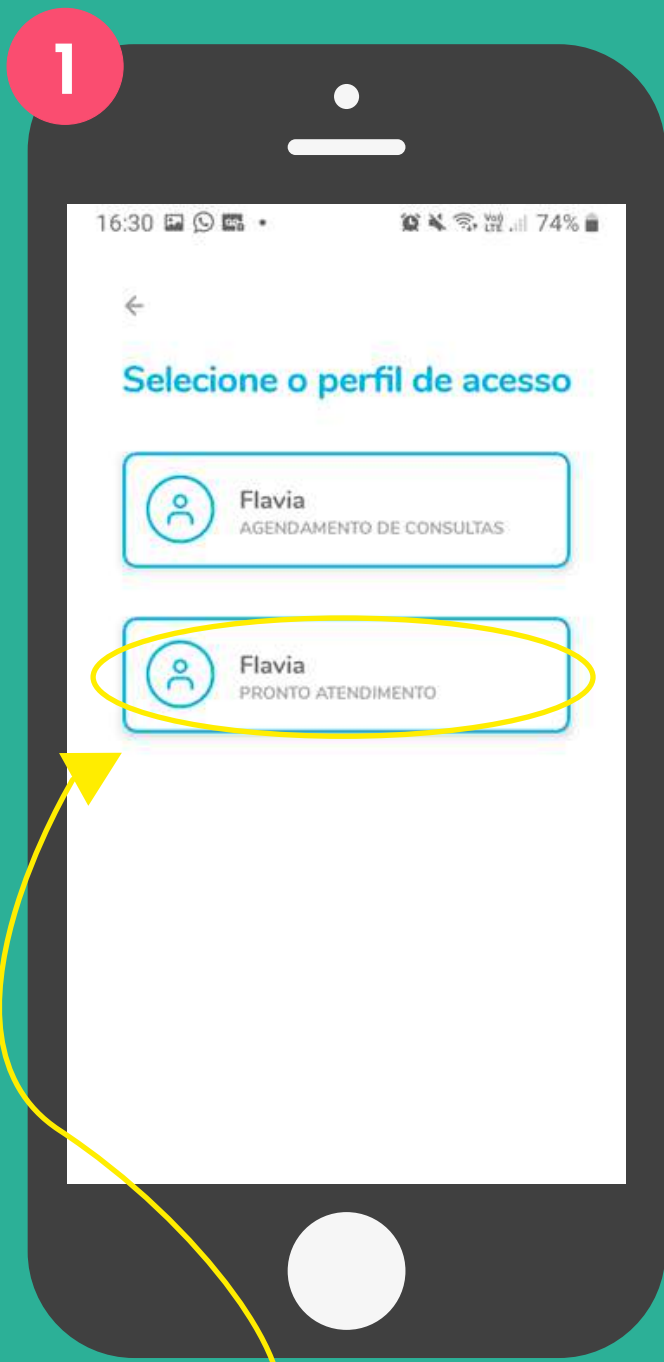 1
16:30 74%
Selecione o perfil de acesso
Flavia
AGENDAMENTO DE CONSULTAS
Flavia
PRONTO ATENDIMENTO